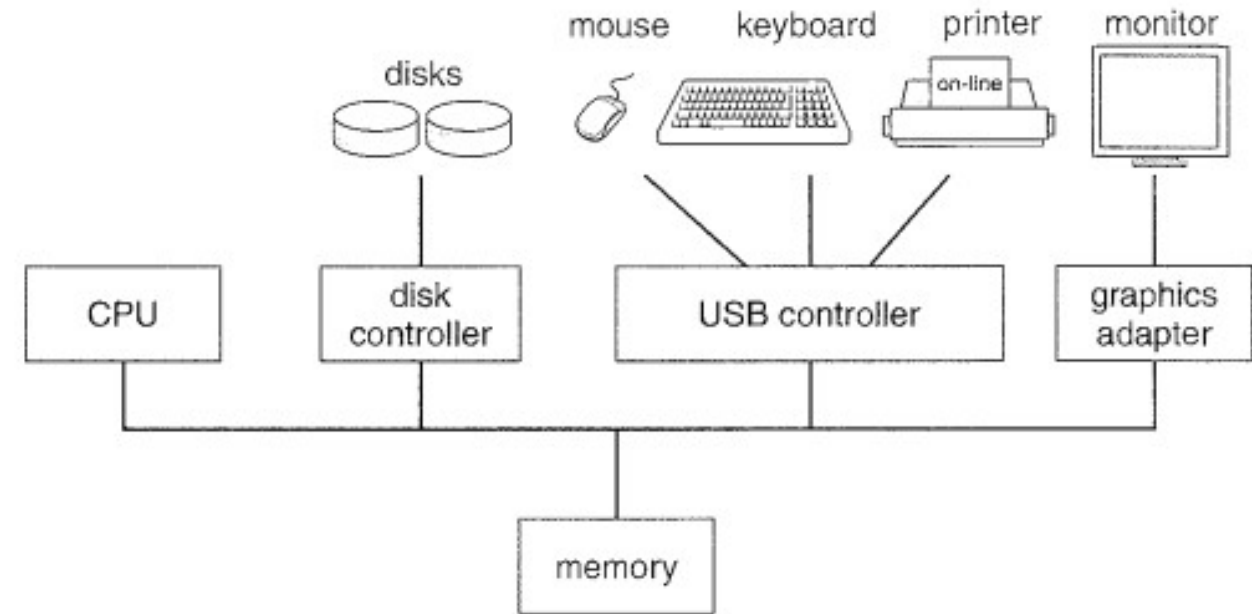 mouse keyboard printer monitor
disks
on-line
CPU
disk
controller
USB controller
graphics
adapter
memory